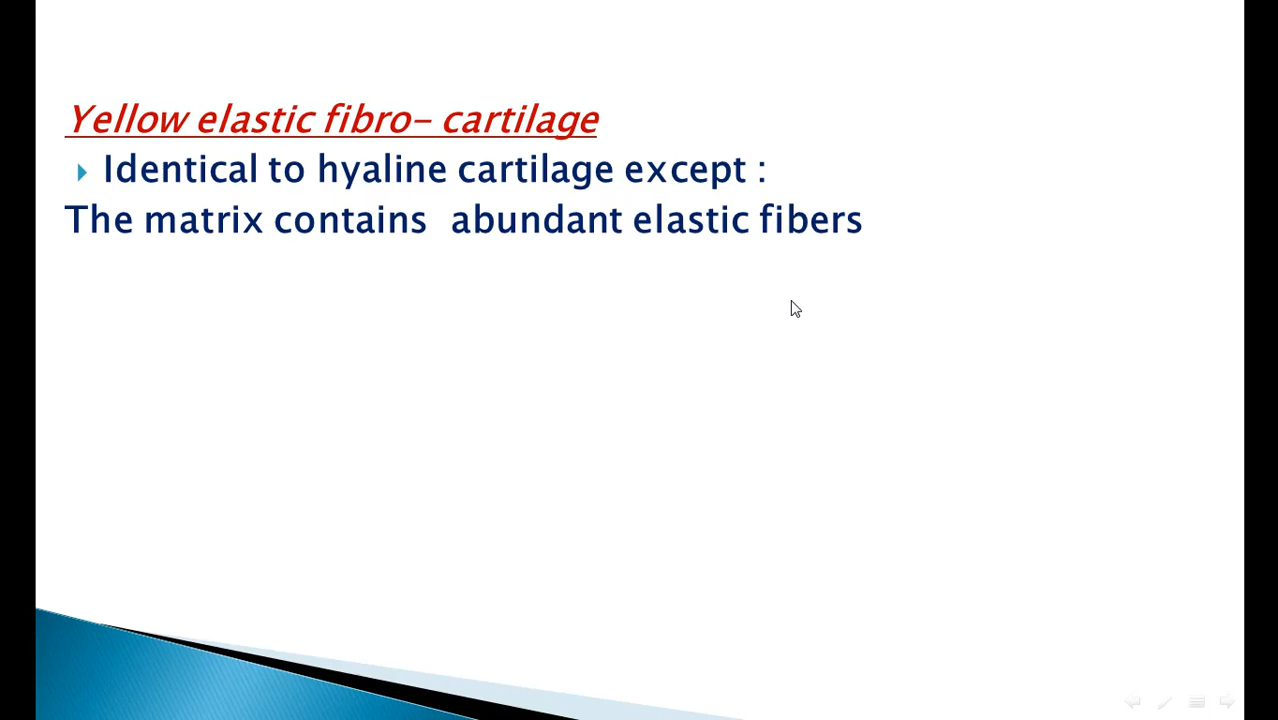 Yellow elastic fibro- cartilage
Identical to hyaline cartilage except :
The matrix contains  abundant elastic fibers